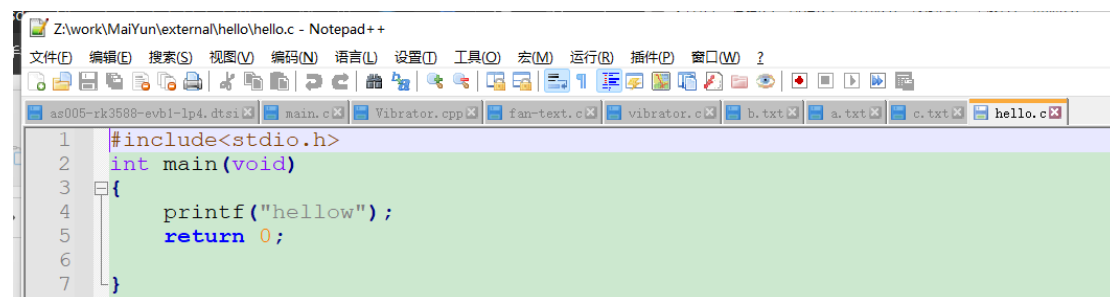 Z:\work\MaiYun\external\hello\hello.c - Notepad++
文件(F) 编辑(E) 搜索(S) 视图(V) 编码(N) 语言(L) 设置(T) 工具(O) 宏(M) 运行(R) 插件(P) 窗口(W) ?
as005-rk3588-evb1-lp4.dtsi main.c Vibrator.cpp fan-text.c vibrator.c b.txt a.txt c.txt hello.c
1 #include<stdio.h>
2 int main(void)
3 {
4 printf("hellow");
5 return 0;
6
7 }